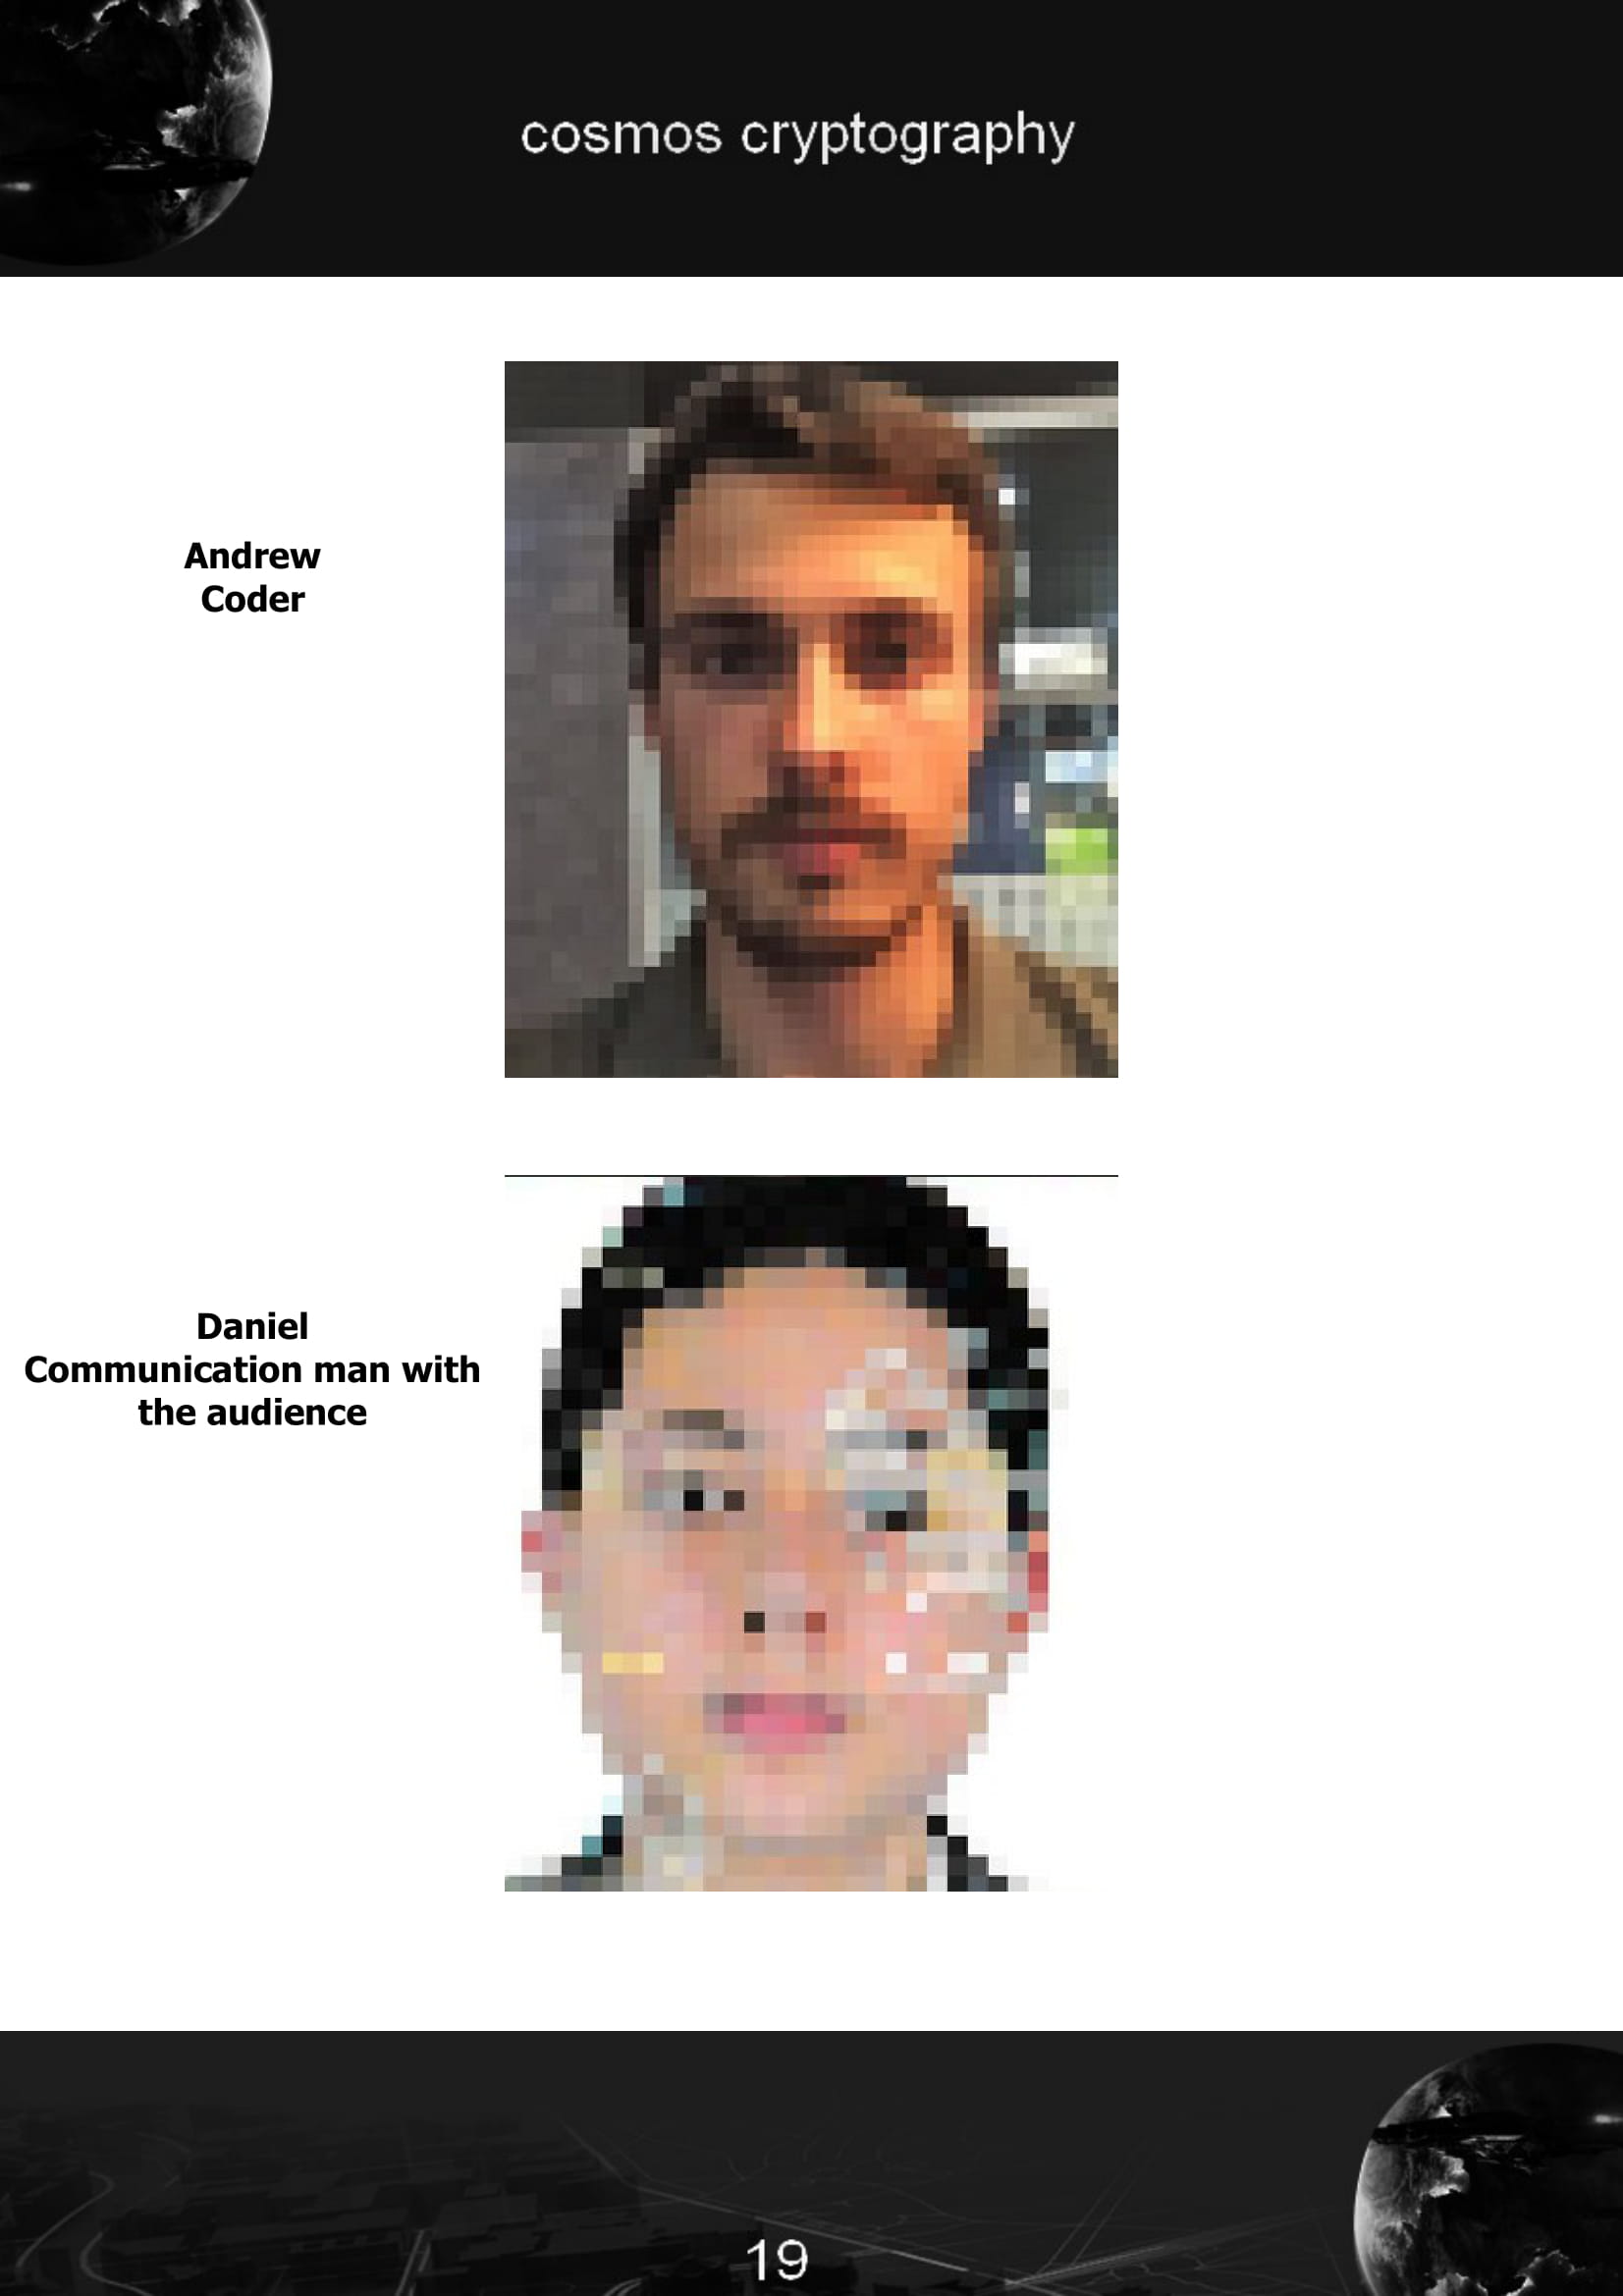 cosmos cryptography
Andrew
Coder
Daniel
Communication man with
the audience
19